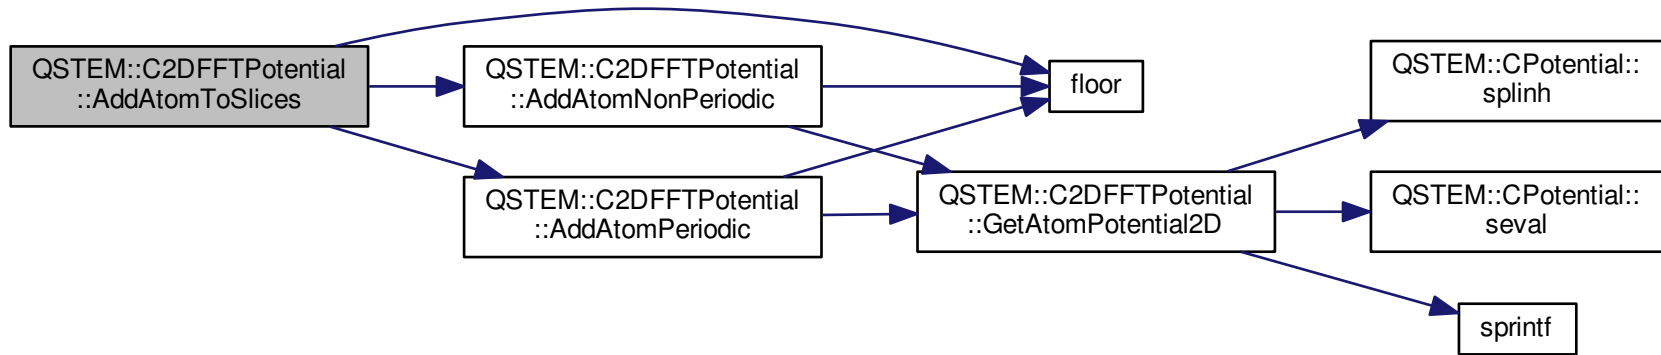 QSTEM::C2DFFTPotential
::AddAtomToSlices
QSTEM::C2DFFTPotential
::AddAtomNonPeriodic
floor
QSTEM::CPotential::
splinh
QSTEM::C2DFFTPotential
::AddAtomPeriodic
QSTEM::C2DFFTPotential
::GetAtomPotential2D
QSTEM::CPotential::
seval
sprintf